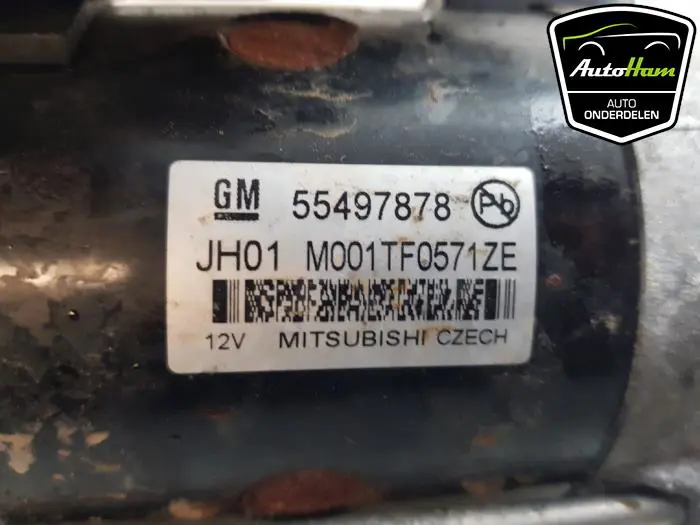 AutoHam
AUTO
ONDERDELEN
GM 55497878 Pb
JH01 M001TF0571ZE
12V MITSUBISHI CZECH